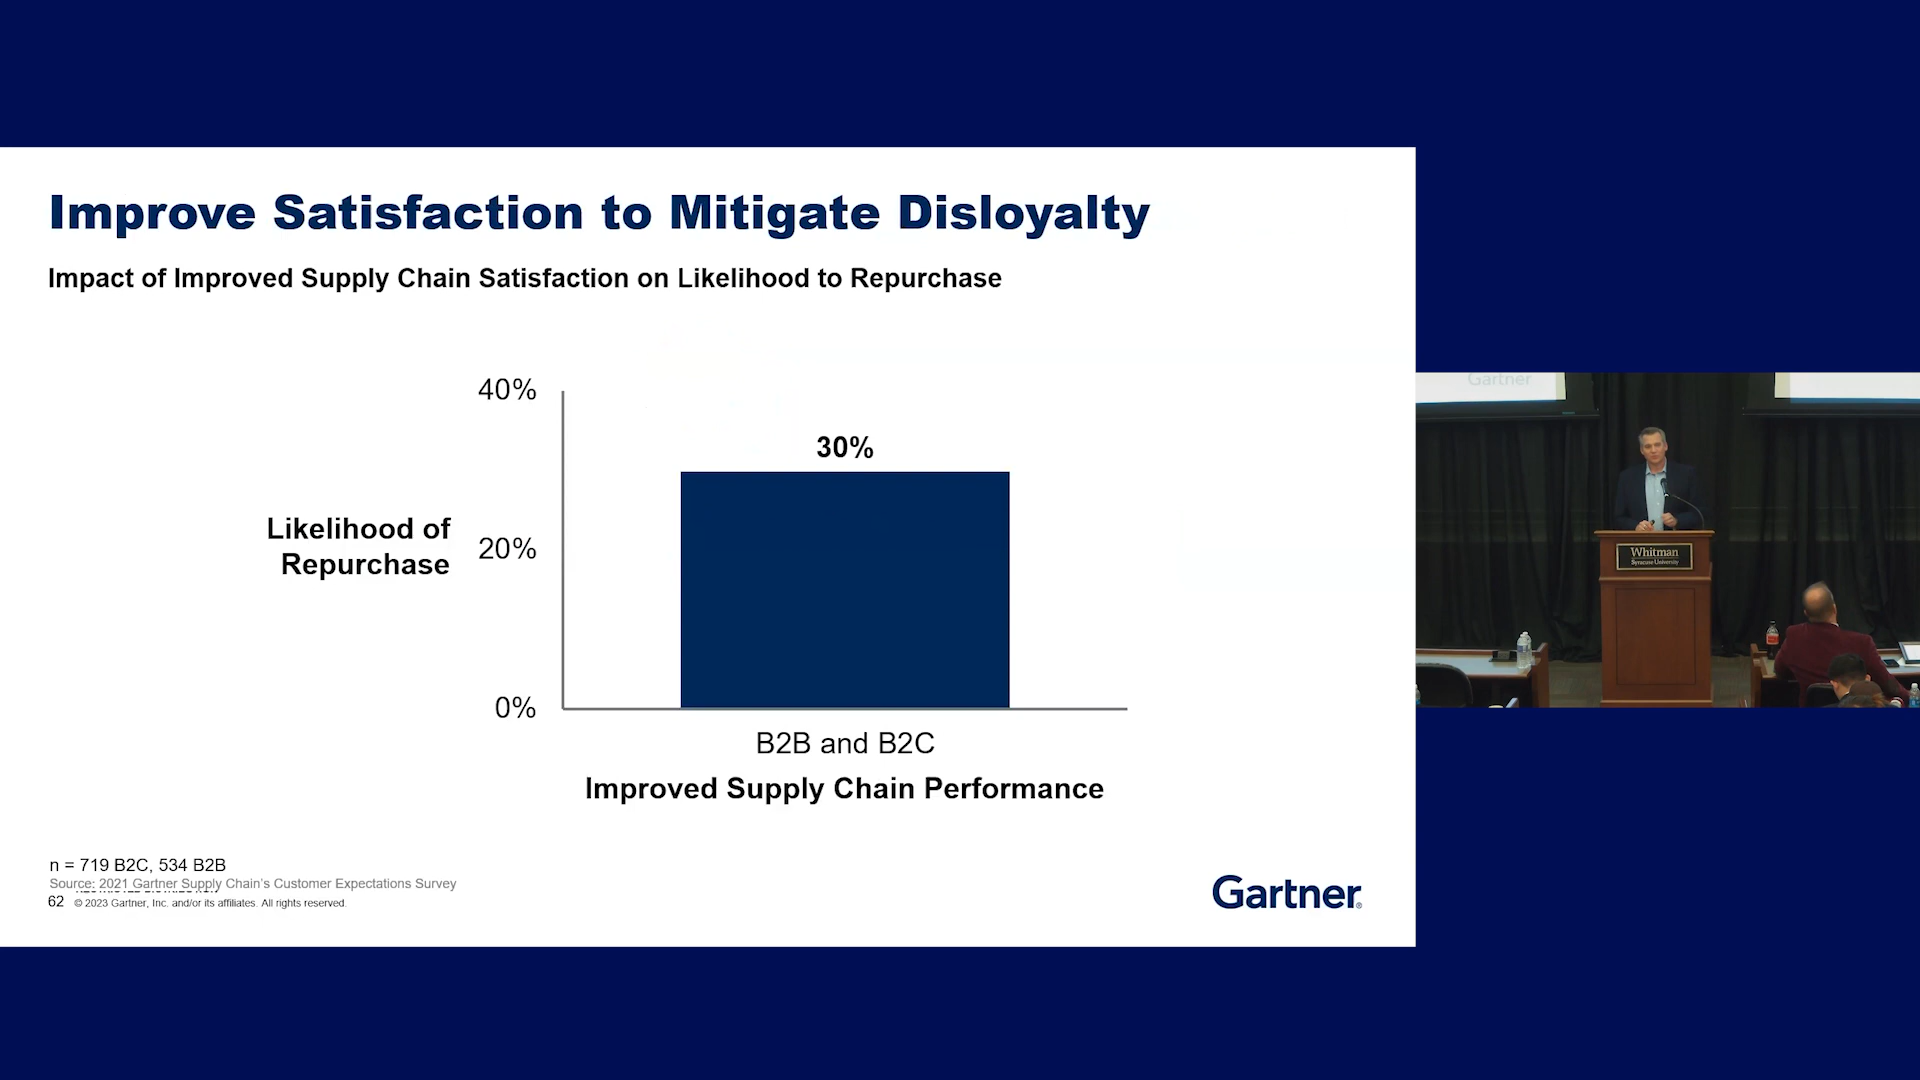 Improve Satisfaction to Mitigate Disloyalty
Impact of Improved Supply Chain Satisfaction on Likelihood to Repurchase
40%
30%
Likelihood of
Repurchase
20%
0%
B2B and B2C
Improved Supply Chain Performance
n = 719 B2C, 534 B2B
Source: 2021 Gartner Supply Chain's Customer Expectations Survey
62 © 2023 Gartner, Inc. and/or its affiliates. All rights reserved.
Gartner
Gartner
Whitman
Syracuse University